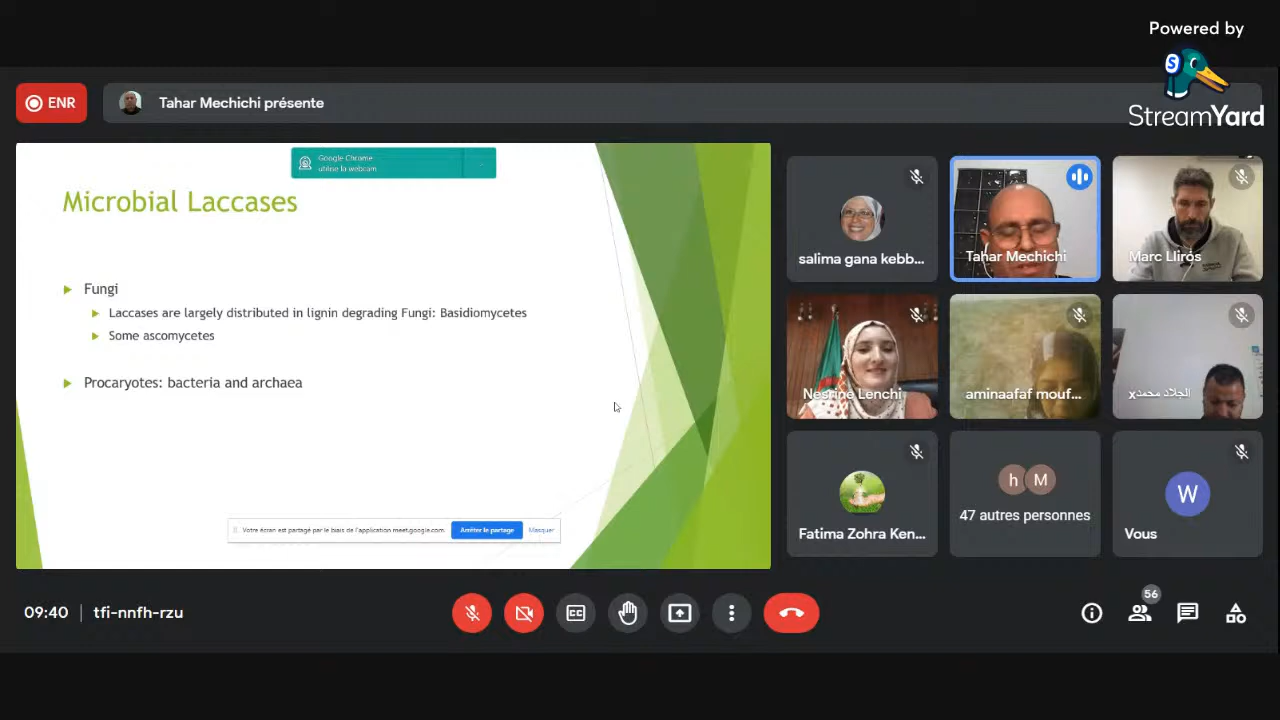 Powered by
StreamYard
ENR
Tahar Mechichi présente
Google Chrome
utilise la webcam
Microbial Laccases
Fungi
Laccases are largely distributed in lignin degrading Fungi: Basidiomycetes
Some ascomycetes
Procaryotes: bacteria and archaea
Votre écran est partagé par le biais de l'application meet.google.com.
Arrêter le partage
Masquer
salima gana kebb...
Tahar Mechichi
Marc Llirós
Nesrine Lenchi
aminaafaf mouf...
الجلاد محمدx
Fatima Zohra Ken...
h
M
47 autres personnes
W
Vous
09:40 | tfi-nnfh-rzu
56